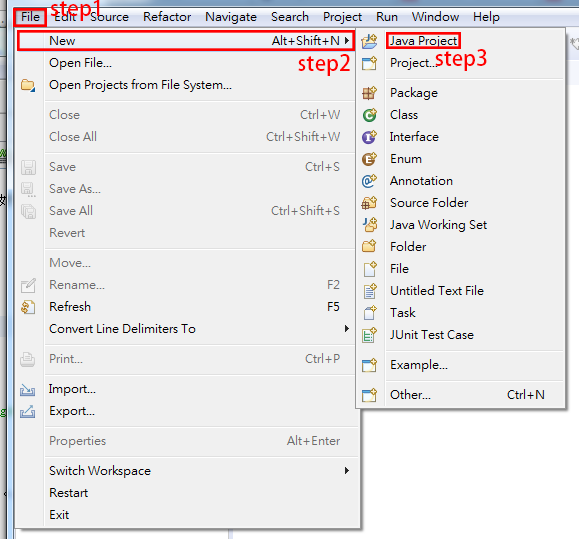 File Edit Source Refactor Navigate Search Project Run Window Help
step1
New Alt+Shift+N
step2
Open File...
Open Projects from File System...
Close Ctrl+W
Close All Ctrl+Shift+W
Save Ctrl+S
Save As...
Save All Ctrl+Shift+S
Revert
Move...
Rename... F2
Refresh F5
Convert Line Delimiters To
Print... Ctrl+P
Import...
Export...
Properties Alt+Enter
Switch Workspace
Restart
Exit
Java Project
step3
Project...
Package
Class
Interface
Enum
Annotation
Source Folder
Java Working Set
Folder
File
Untitled Text File
Task
JUnit Test Case
Example...
Other... Ctrl+N